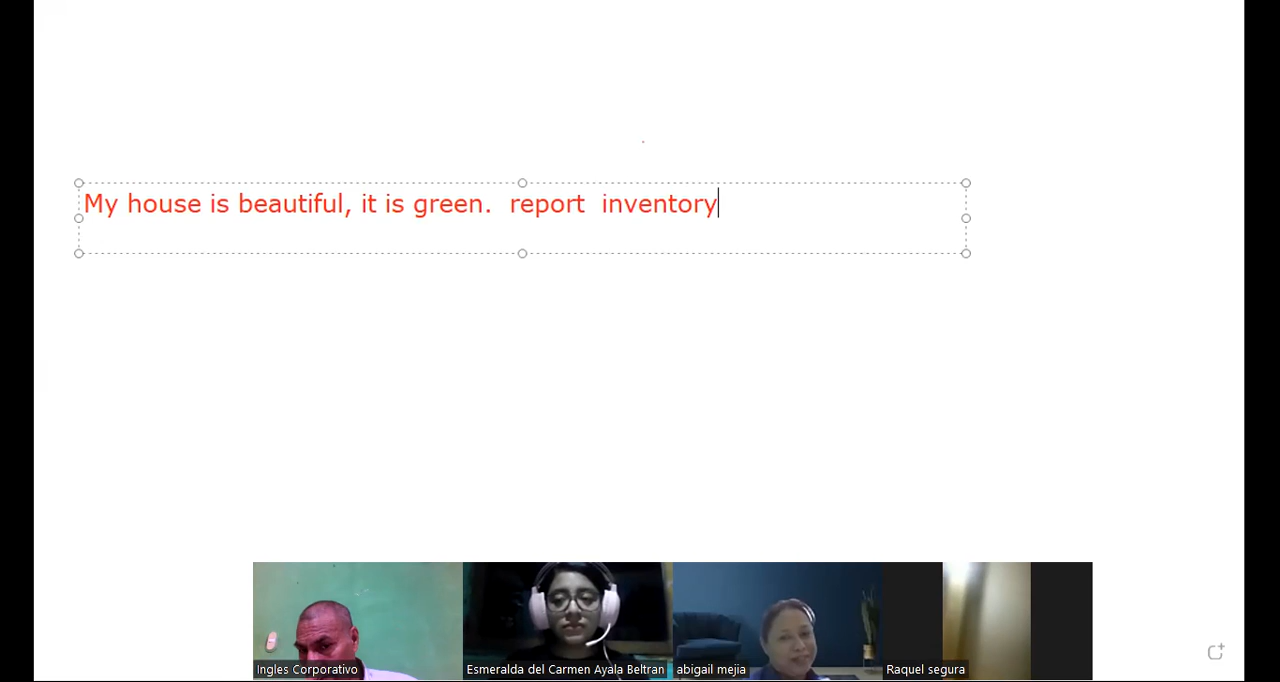 My house is beautiful, it is green.  report  inventory
Ingles Corporativo
Esmeralda del Carmen Ayala Beltran
abigail mejia
Raquel segura